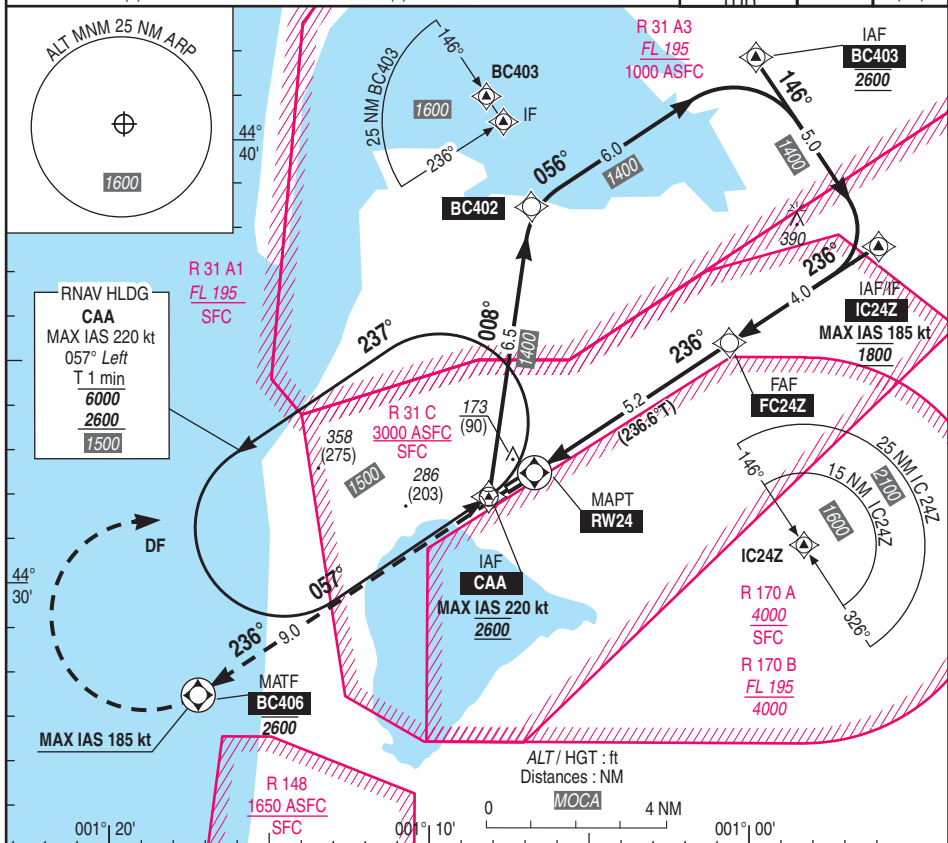 ALT MNM 25 NM ARP
1600
44°
40'
25 NM BC403
146°
BC403
1600
IF
236°
R 31 A3
FL 195
1000 ASFC
IAF
BC403
2600
146°
5.0
1400
056°
6.0
1400
BC402
390
R 31 A1
FL 195
SFC
RNAV HLDG
CAA
MAX IAS 220 kt
057° Left
T 1 min
6000
2600
1500
237°
008°
6.5
1400
236°
4.0
IAF/IF
IC24Z
MAX IAS 185 kt
1800
236°
5.2
(236.6°T)
FAF
FC24Z
R 31 C
3000 ASFC
SFC
173
(90)
358
(275)
1500
286
(203)
MAPT
RW24
25 NM IC 24Z
2100
15 NM IC24Z
1600
146°
IC24Z
326°
DF
44°
30'
057°
IAF
CAA
MAX IAS 220 kt
2600
R 170 A
4000
SFC
R 170 B
FL 195
4000
236°
9.0
MATF
BC406
2600
MAX IAS 185 kt
R 148
1650 ASFC
SFC
ALT / HGT : ft
Distances : NM
MOCA
0 4 NM
001° 20'
001° 10'
001° 00'